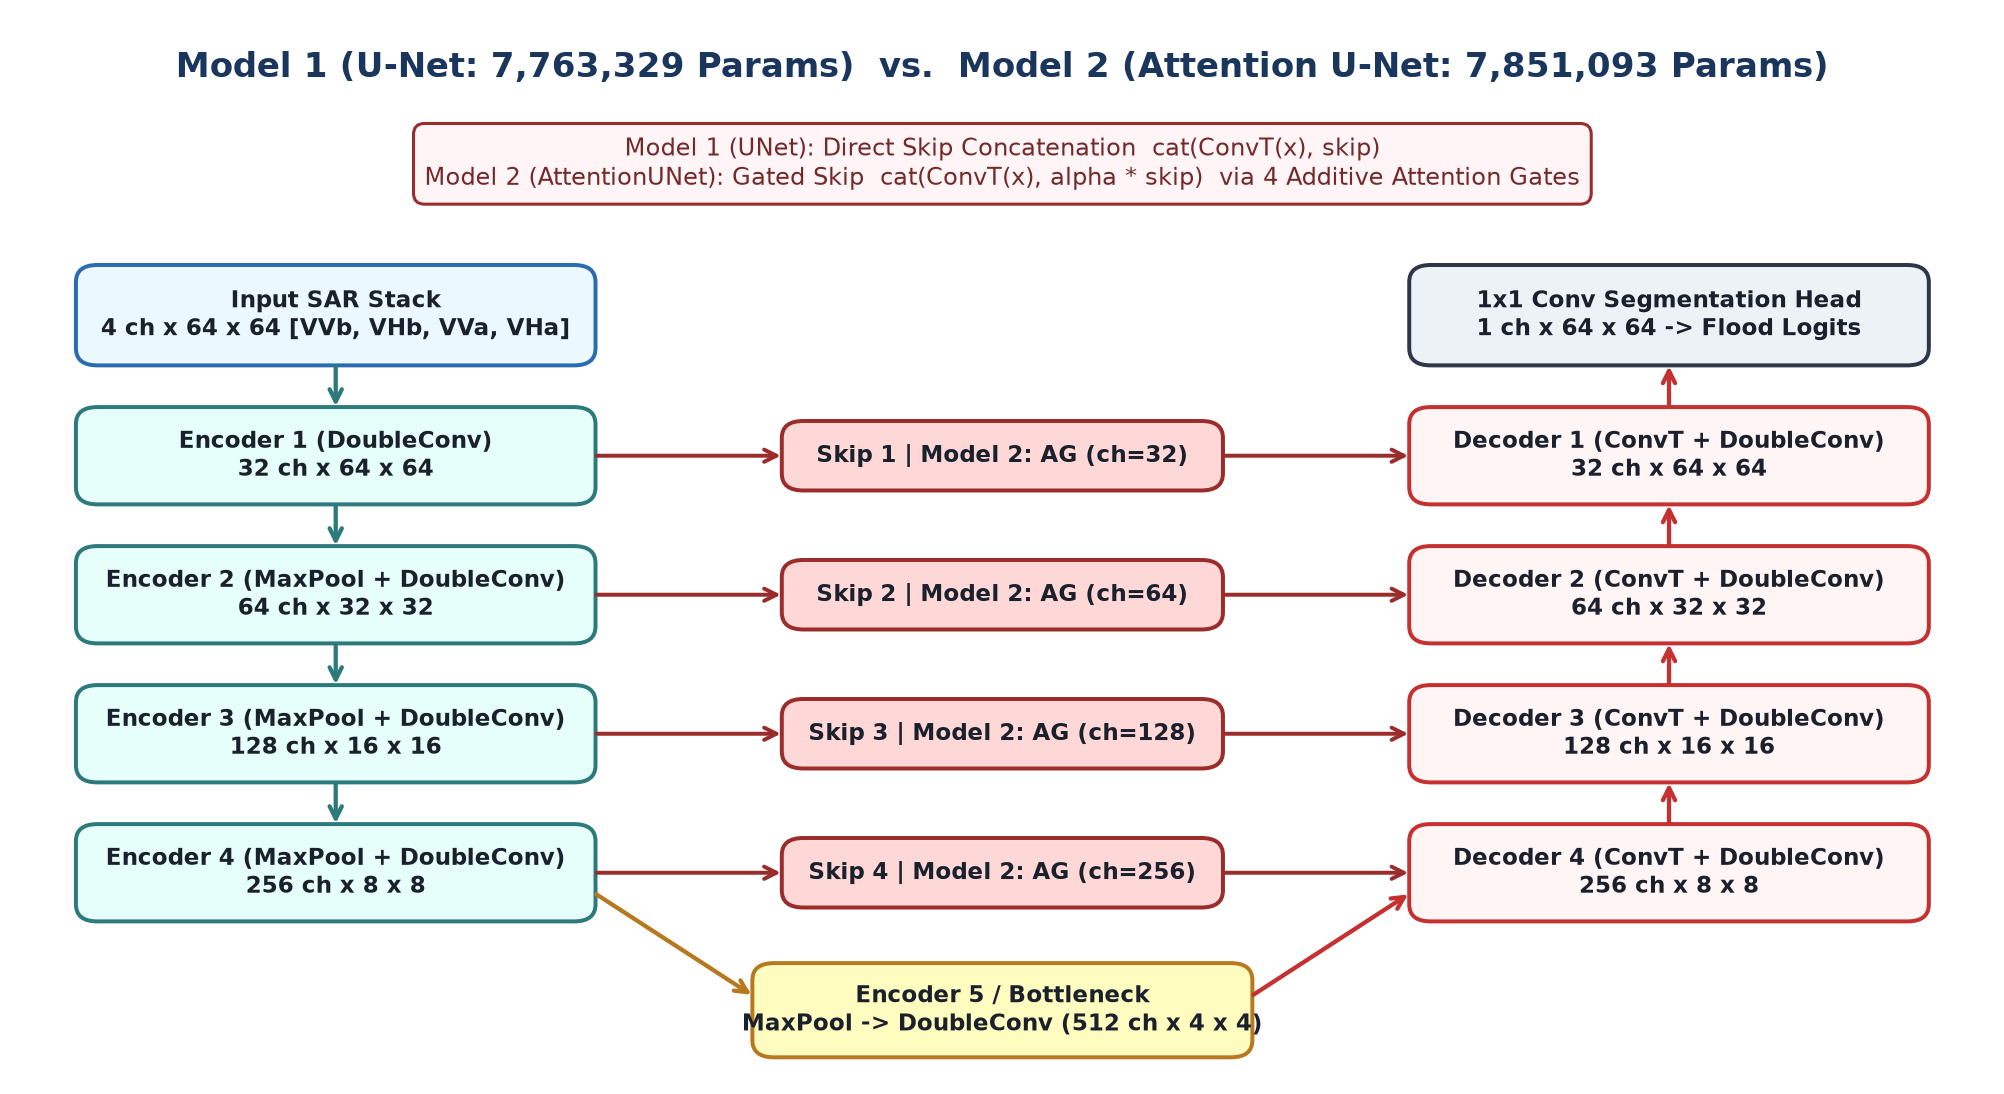 Model 1 (U-Net: 7,763,329 Params)  vs.  Model 2 (Attention U-Net: 7,851,093 Params)
Model 1 (UNet): Direct Skip Concatenation  cat(ConvT(x), skip)
Model 2 (AttentionUNet): Gated Skip  cat(ConvT(x), alpha * skip)  via 4 Additive Attention Gates
Input SAR Stack
4 ch x 64 x 64 [VVb, VHb, VVa, VHa]
1x1 Conv Segmentation Head
1 ch x 64 x 64 -> Flood Logits
Encoder 1 (DoubleConv)
32 ch x 64 x 64
Skip 1 | Model 2: AG (ch=32)
Decoder 1 (ConvT + DoubleConv)
32 ch x 64 x 64
Encoder 2 (MaxPool + DoubleConv)
64 ch x 32 x 32
Skip 2 | Model 2: AG (ch=64)
Decoder 2 (ConvT + DoubleConv)
64 ch x 32 x 32
Encoder 3 (MaxPool + DoubleConv)
128 ch x 16 x 16
Skip 3 | Model 2: AG (ch=128)
Decoder 3 (ConvT + DoubleConv)
128 ch x 16 x 16
Encoder 4 (MaxPool + DoubleConv)
256 ch x 8 x 8
Skip 4 | Model 2: AG (ch=256)
Decoder 4 (ConvT + DoubleConv)
256 ch x 8 x 8
Encoder 5 / Bottleneck
MaxPool -> DoubleConv (512 ch x 4 x 4)